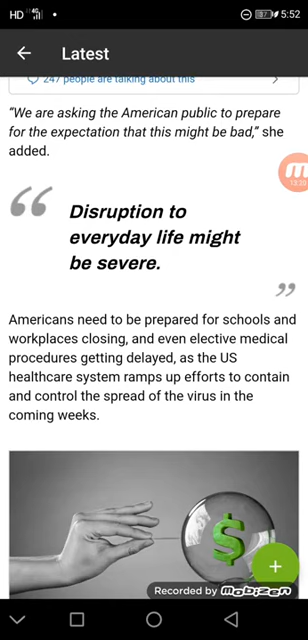 HD 4G 87 5:52
Latest
247 people are talking about this
“We are asking the American public to prepare
for the expectation that this might be bad,” she
added.
“ Disruption to
everyday life might
be severe.
”
Americans need to be prepared for schools and
workplaces closing, and even elective medical
procedures getting delayed, as the US
healthcare system ramps up efforts to contain
and control the spread of the virus in the
coming weeks.
$
+
Recorded by mobizen